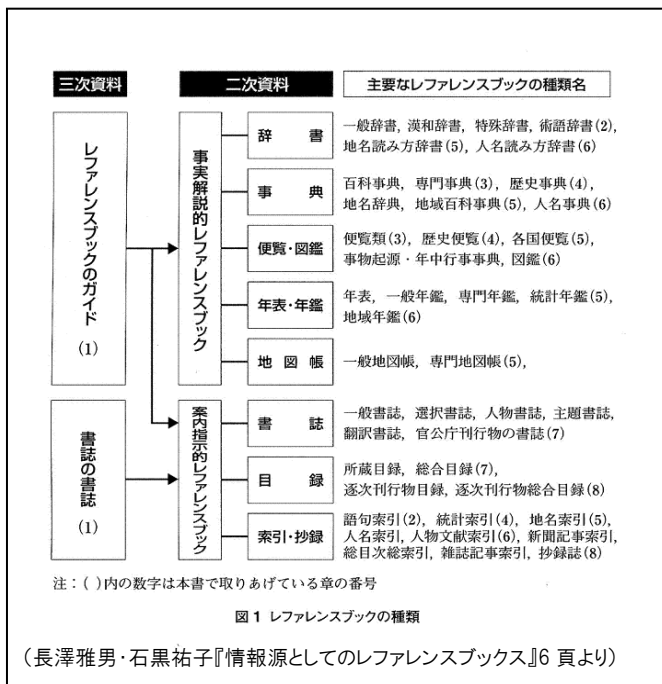 三次資料
二次資料
主要なレファレンスブックの種類名
レファレンスブックのガイド
(1)
事実解説的レファレンスブック
辞書
一般辞書, 漢和辞書, 特殊辞書, 術語辞書(2),
地名読み方辞書(5), 人名読み方辞書(6)
事典
百科事典, 専門事典(3), 歴史事典(4),
地名辞典, 地域百科事典(5), 人名事典(6)
便覧・図鑑
便覧類(3), 歴史便覧(4), 各国便覧(5),
事物起源・年中行事事典, 図鑑(6)
年表・年鑑
年表, 一般年鑑, 専門年鑑, 統計年鑑(5),
地域年鑑(6)
地図帳
一般地図帳, 専門地図帳(5),
書誌の書誌
(1)
案内指示的レファレンスブック
書誌
一般書誌, 選択書誌, 人物書誌, 主題書誌,
翻訳書誌, 官公庁刊行物の書誌(7)
目録
所蔵目録, 総合目録(7),
逐次刊行物目録, 逐次刊行物総合目録(8)
索引・抄録
語句索引(2), 統計索引(4), 地名索引(5),
人名索引, 人物文献索引(6), 新聞記事索引,
総目次総索引, 雑誌記事索引, 抄録誌(8)
注:( )内の数字は本書で取りあげている章の番号
図1 レファレンスブックの種類
(長澤雅男・石黒祐子『情報源としてのレファレンスブックス』6 頁より)